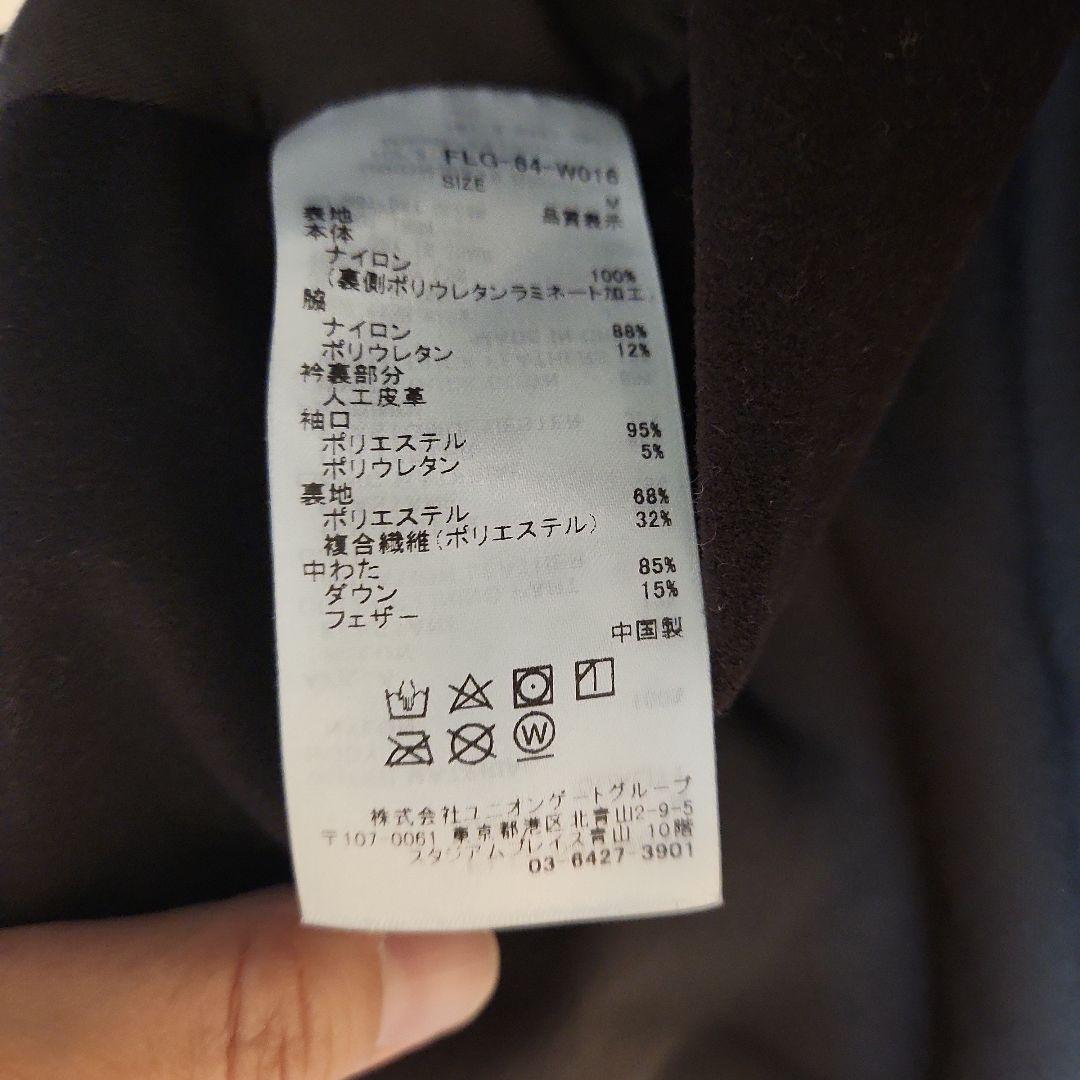 FLG-64-W016
SIZE M
品質表示
表地
本体
ナイロン 100%
(裏側ポリウレタンラミネート加工)
脇
ナイロン 88%
ポリウレタン 12%
衿裏部分
人工皮革
袖口
ポリエステル 95%
ポリウレタン 5%
裏地
ポリエステル 68%
複合繊維(ポリエステル) 32%
中わた
ダウン 85%
フェザー 15%
中国製
W
株式会社ユニオンゲートグループ
〒107-0061 東京都港区北青山2-9-5
スタジアムプレイス青山 10階
03-6427-3901